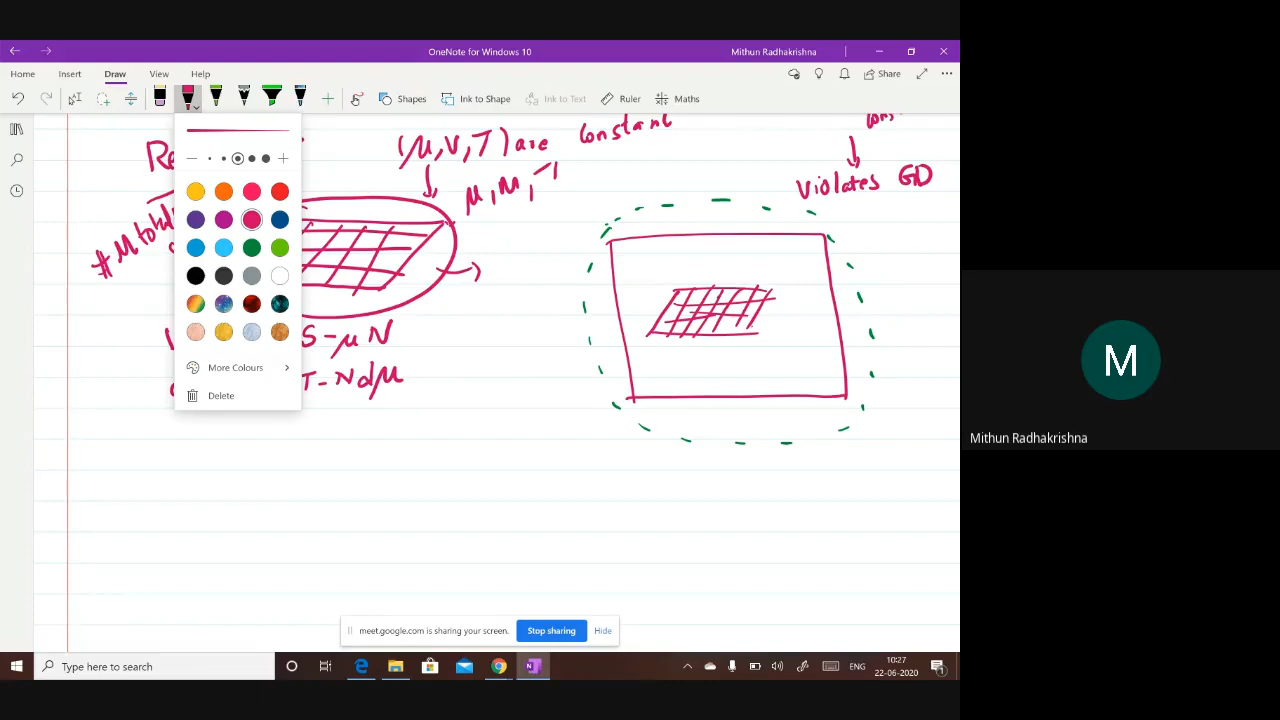 OneNote for Windows 10
Mithun Radhakrishna
Home Insert Draw View Help
Share
Shapes Ink to Shape Ink to Text Ruler Maths
(μ, V, T) are constant
Re
Violates GD
# M
S - μ N
T - N dμ
More Colours
Delete
Mithun Radhakrishna
meet.google.com is sharing your screen. Stop sharing Hide
Type here to search
ENG
10:27
22-06-2020
M